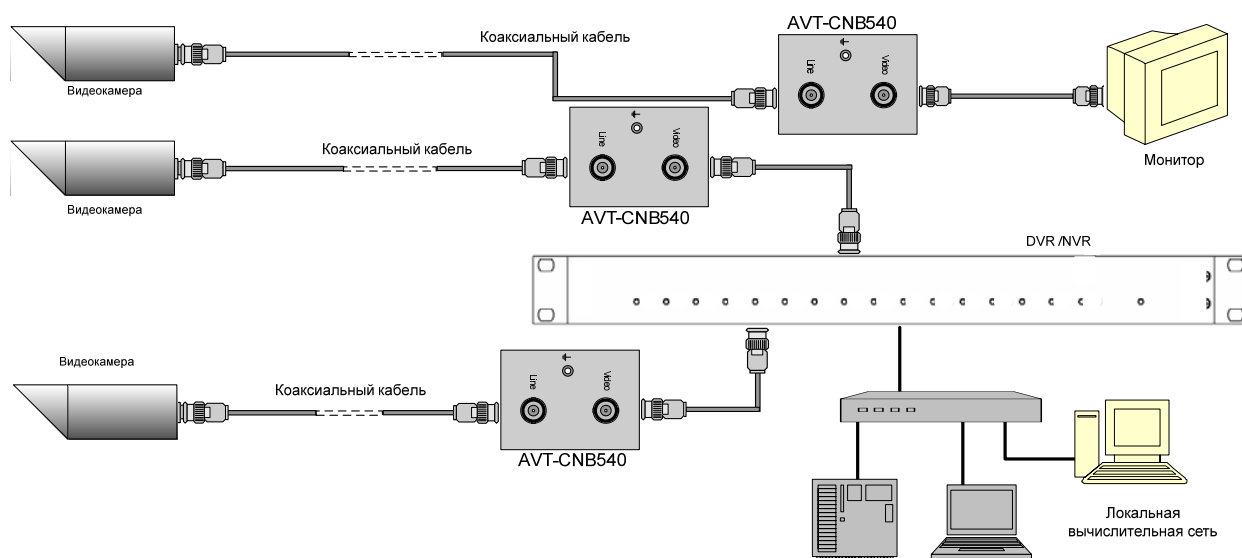 AVT-CNB540
Коаксиальный кабель
Line
Video
Видеокамера
Монитор
Коаксиальный кабель
Line
Video
Видеокамера
AVT-CNB540
DVR /NVR
Видеокамера
Коаксиальный кабель
Line
Video
AVT-CNB540
Локальная
вычислительная сеть